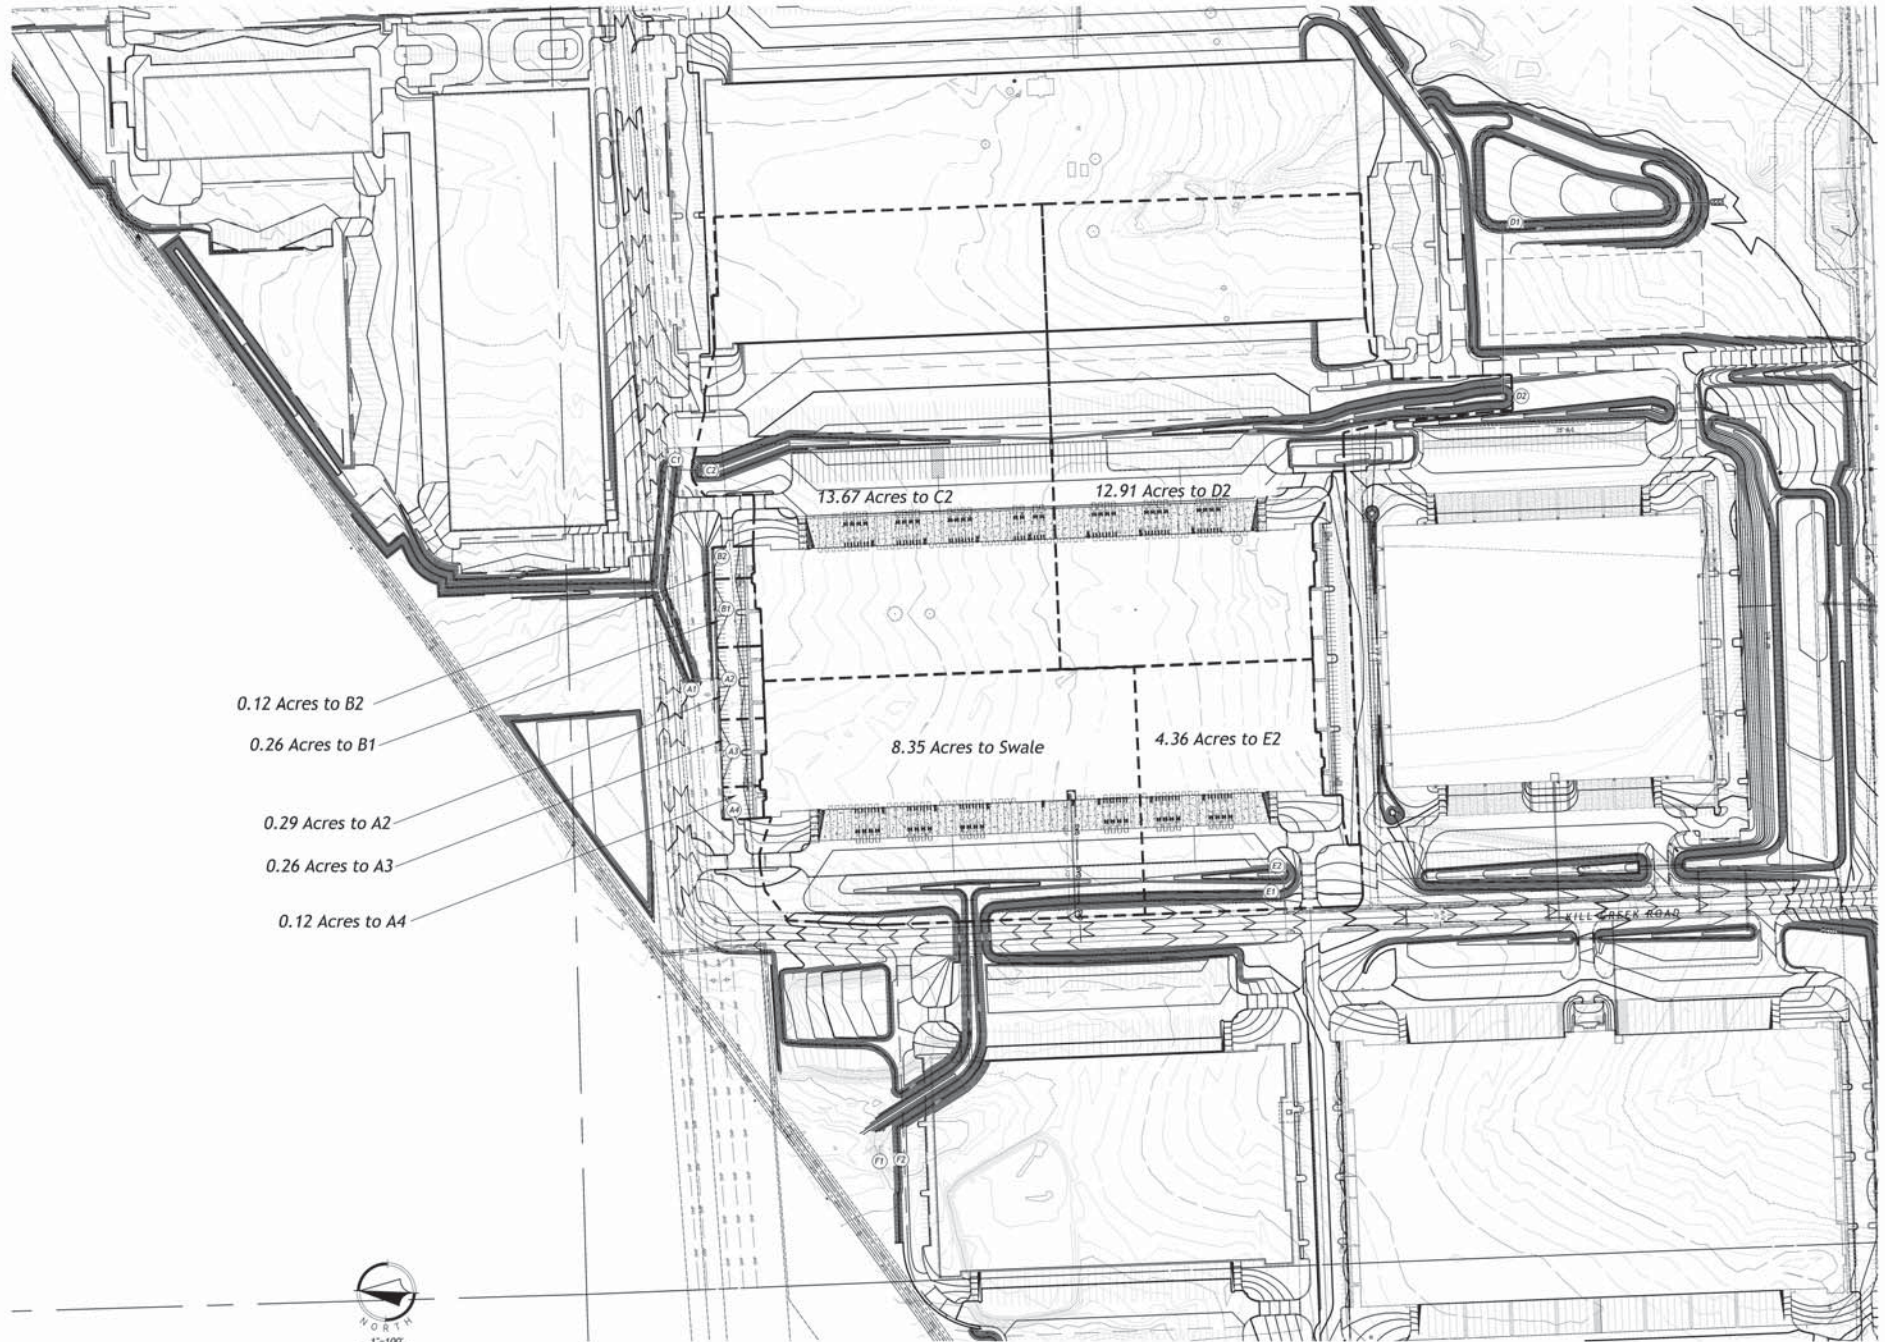 D1
D2
C1
C2
13.67 Acres to C2
12.91 Acres to D2
B2
B1
A2
A1
0.12 Acres to B2
0.26 Acres to B1
8.35 Acres to Swale
4.36 Acres to E2
A3
A4
0.29 Acres to A2
0.26 Acres to A3
0.12 Acres to A4
E2
E1
KILL CREEK ROAD
F1
F2
NORTH
1"=100'